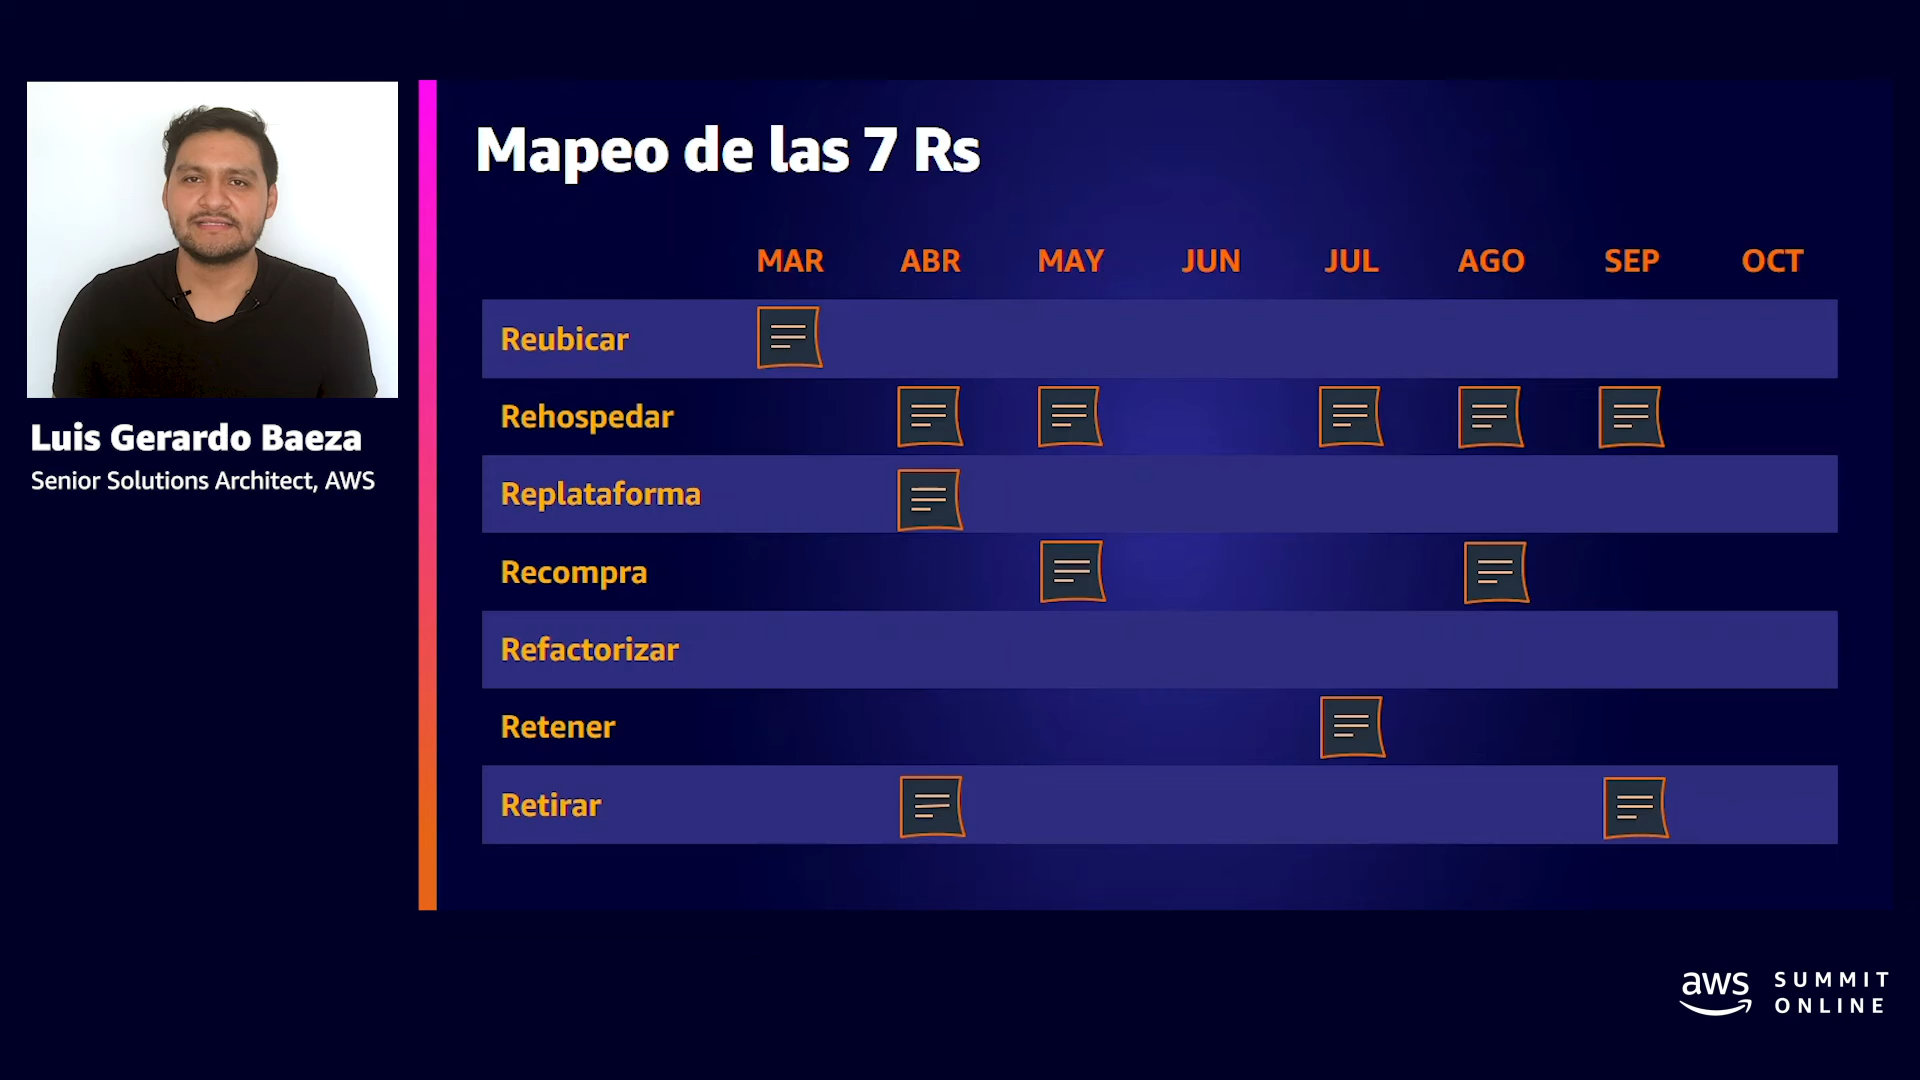 Luis Gerardo Baeza
Senior Solutions Architect, AWS
Mapeo de las 7 Rs
MAR ABR MAY JUN JUL AGO SEP OCT
Reubicar
Rehospedar
Replataforma
Recompra
Refactorizar
Retener
Retirar
aws SUMMIT
ONLINE